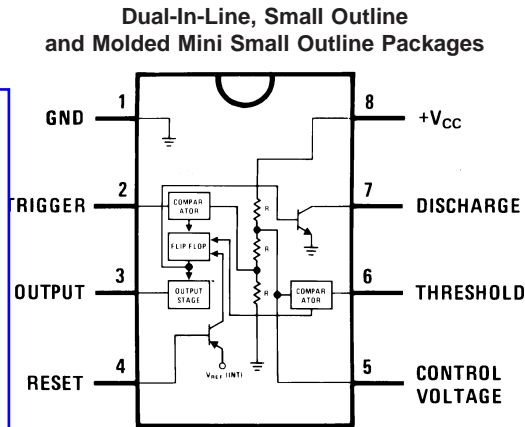 Dual-In-Line, Small Outline
and Molded Mini Small Outline Packages
1
GND
8
+VCC
2
TRIGGER
COMPAR
ATOR
R
7
DISCHARGE
FLIP FLOP
R
3
OUTPUT
OUTPUT
STAGE
R
COMPAR
ATOR
6
THRESHOLD
4
RESET
VREF (INT)
5
CONTROL
VOLTAGE